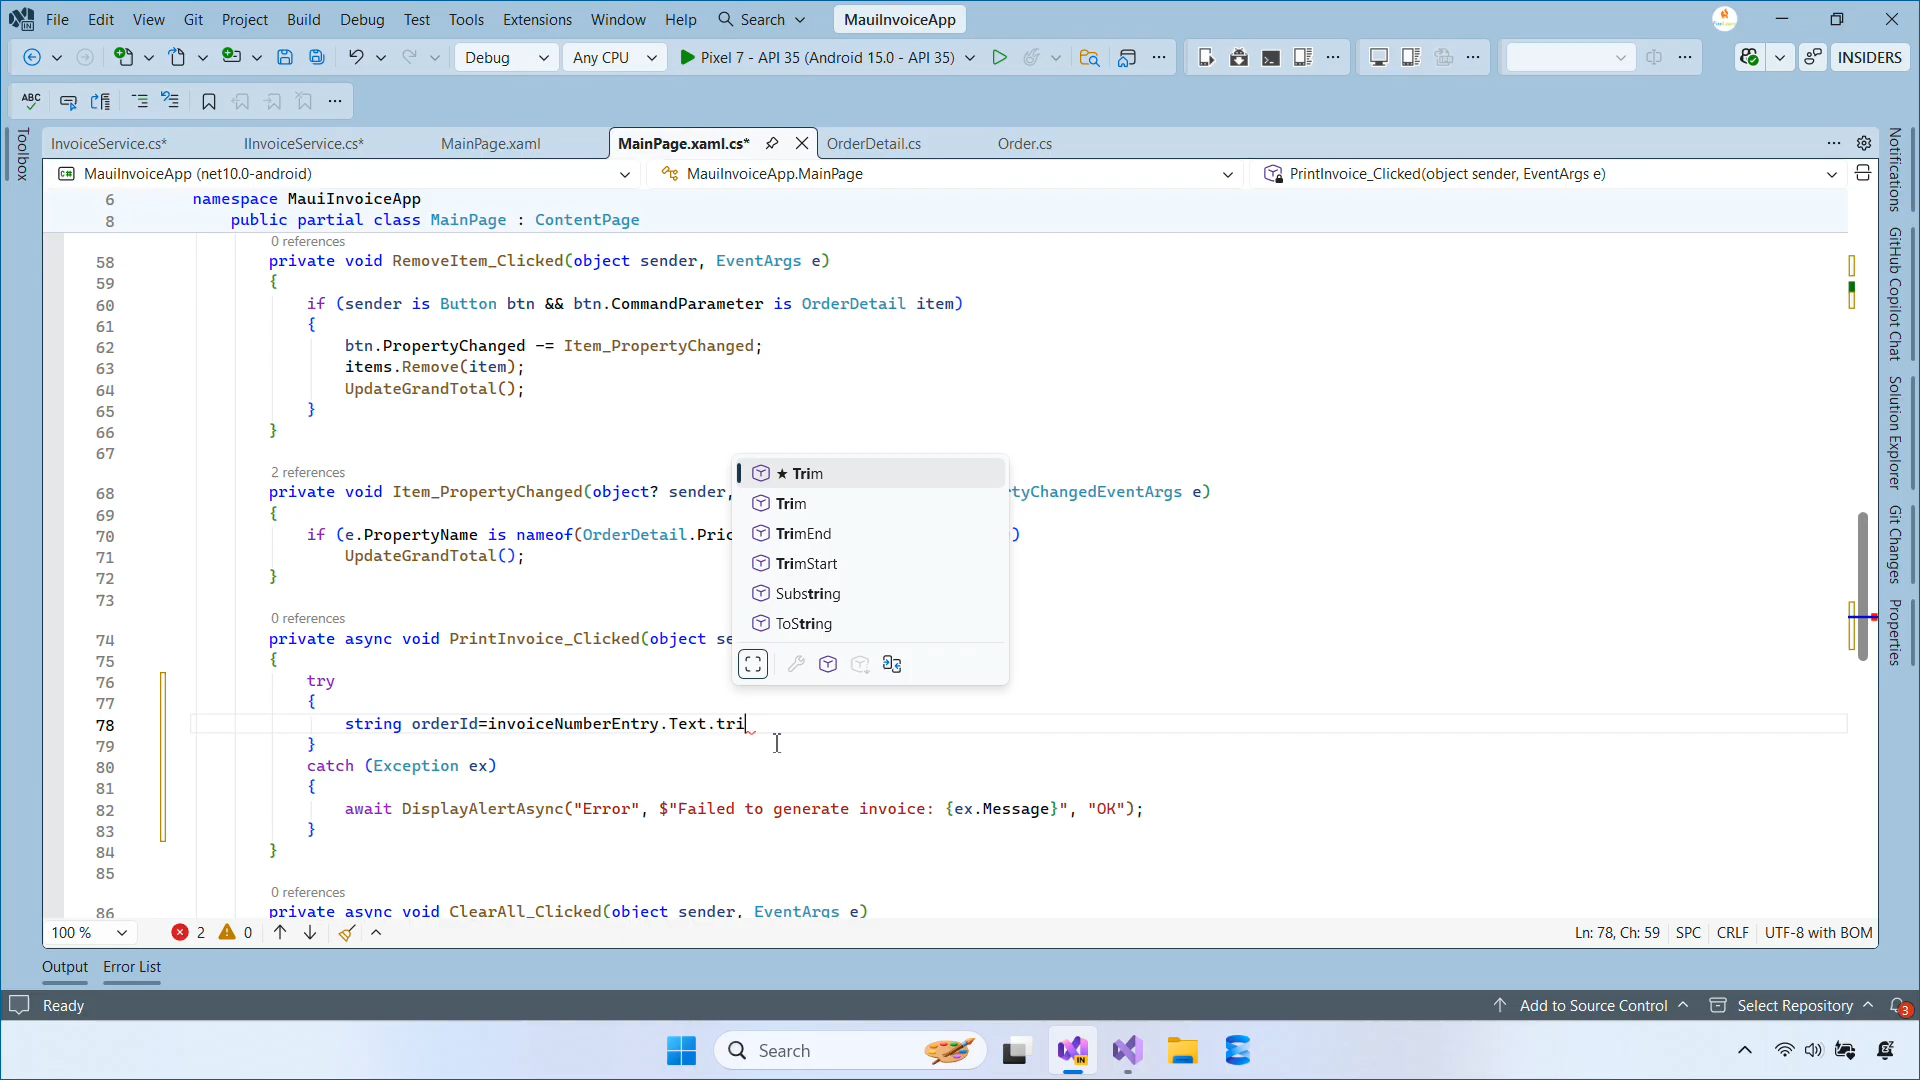 File Edit View Git Project Build Debug Test Tools Extensions Window Help Search MauiInvoiceApp
Debug Any CPU Pixel 7 - API 35 (Android 15.0 - API 35) INSIDERS
ABC
InvoiceService.cs* IInvoiceService.cs* MainPage.xaml MainPage.xaml.cs* OrderDetail.cs Order.cs
MauiInvoiceApp (net10.0-android) MauiInvoiceApp.MainPage PrintInvoice_Clicked(object sender, EventArgs e)
6 namespace MauiInvoiceApp
8 public partial class MainPage : ContentPage
0 references
58 private void RemoveItem_Clicked(object sender, EventArgs e)
59 {
60 if (sender is Button btn && btn.CommandParameter is OrderDetail item)
61 {
62 btn.PropertyChanged -= Item_PropertyChanged;
63 items.Remove(item);
64 UpdateGrandTotal();
65 }
66 }
67
2 references
68 private void Item_PropertyChanged(object? sender, tyChangedEventArgs e)
69 {
70 if (e.PropertyName is nameof(OrderDetail.Pric )
71 UpdateGrandTotal();
72 }
73
0 references
74 private async void PrintInvoice_Clicked(object se
75 {
76 try
77 {
78 string orderId=invoiceNumberEntry.Text.tri
79 }
80 catch (Exception ex)
81 {
82 await DisplayAlertAsync("Error", $"Failed to generate invoice: {ex.Message}", "OK");
83 }
84 }
85
0 references
86 private async void ClearAll_Clicked(object sender, EventArgs e)
★ Trim
Trim
TrimEnd
TrimStart
Substring
ToString
100 % 2 0 Ln: 78, Ch: 59 SPC CRLF UTF-8 with BOM
Output Error List
Ready Add to Source Control Select Repository 3
Search IN
Toolbox
Notifications
GitHub Copilot Chat
Solution Explorer
Git Changes
Properties